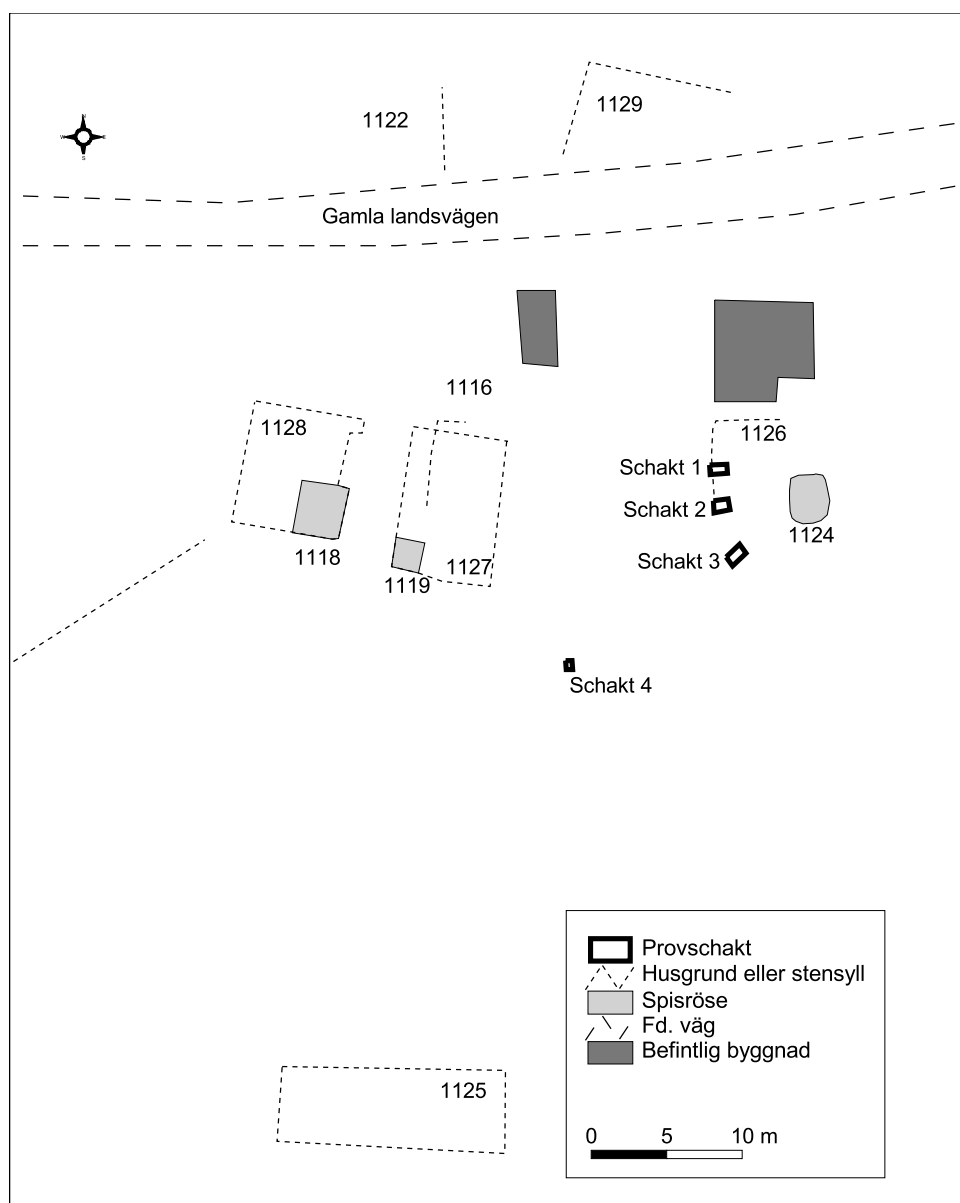 1129
1122
N
W E
S
Gamla landsvägen
1116
1128
1126
Schakt 1
Schakt 2
1124
1118
Schakt 3
1127
1119
Schakt 4
Provschakt
Husgrund eller stensyll
Spisröse
Fd. väg
Befintlig byggnad
1125
0 5 10 m